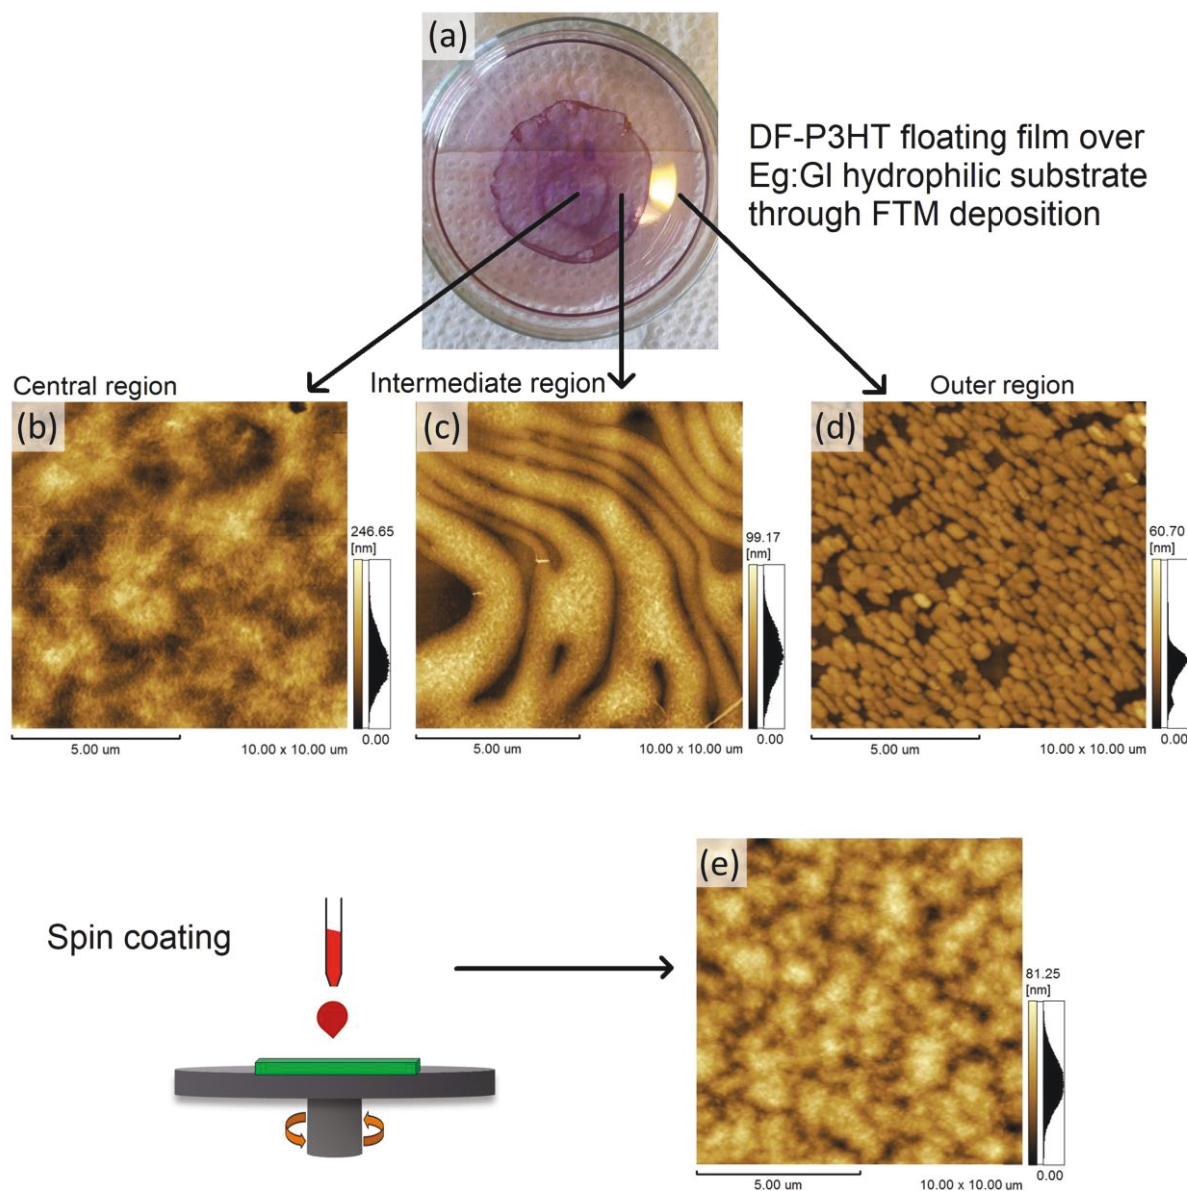 (a)
DF-P3HT floating film over
Eg:Gl hydrophilic substrate
through FTM deposition
Central region
Intermediate region
Outer region
(b)
(c)
(d)
246.65
[nm]
0.00
99.17
[nm]
0.00
60.70
[nm]
0.00
5.00 um
10.00 x 10.00 um
5.00 um
10.00 x 10.00 um
5.00 um
10.00 x 10.00 um
Spin coating
(e)
81.25
[nm]
0.00
5.00 um
10.00 x 10.00 um